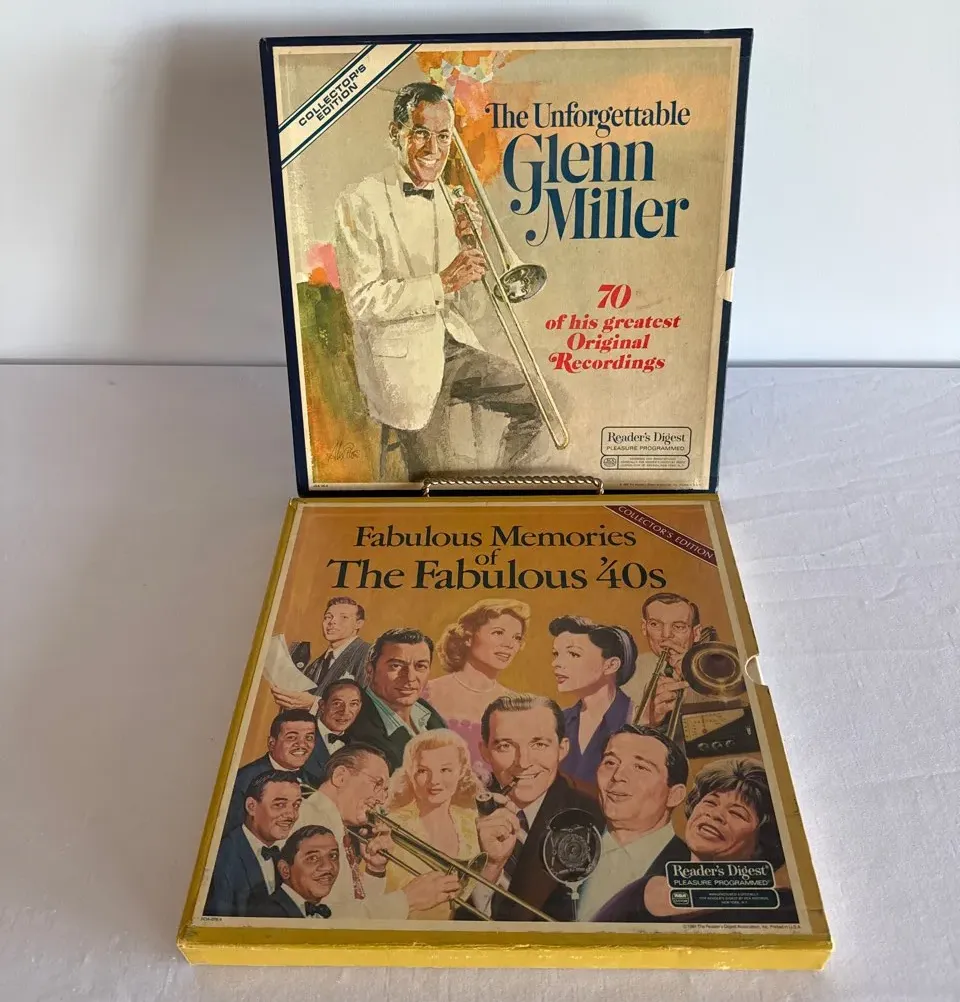 COLLECTOR'S
EDITION
The Unforgettable
Glenn
Miller
70
of his greatest
Original
Recordings
Reader's Digest
PLEASURE PROGRAMMED
COLLECTOR'S EDITION
Fabulous Memories
of
The Fabulous '40s
Reader's Digest
PLEASURE PROGRAMMED